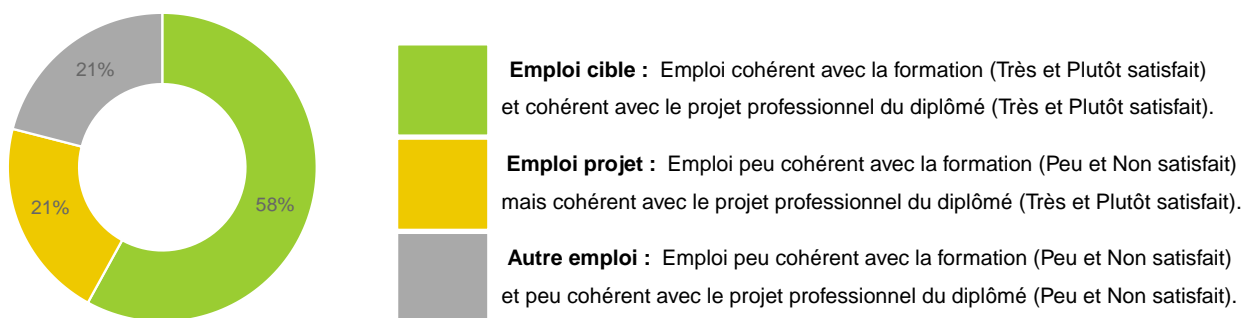 21%
21%
58%
Emploi cible : Emploi cohérent avec la formation (Très et Plutôt satisfait)
et cohérent avec le projet professionnel du diplômé (Très et Plutôt satisfait).
Emploi projet : Emploi peu cohérent avec la formation (Peu et Non satisfait)
mais cohérent avec le projet professionnel du diplômé (Très et Plutôt satisfait).
Autre emploi : Emploi peu cohérent avec la formation (Peu et Non satisfait)
et peu cohérent avec le projet professionnel du diplômé (Peu et Non satisfait).